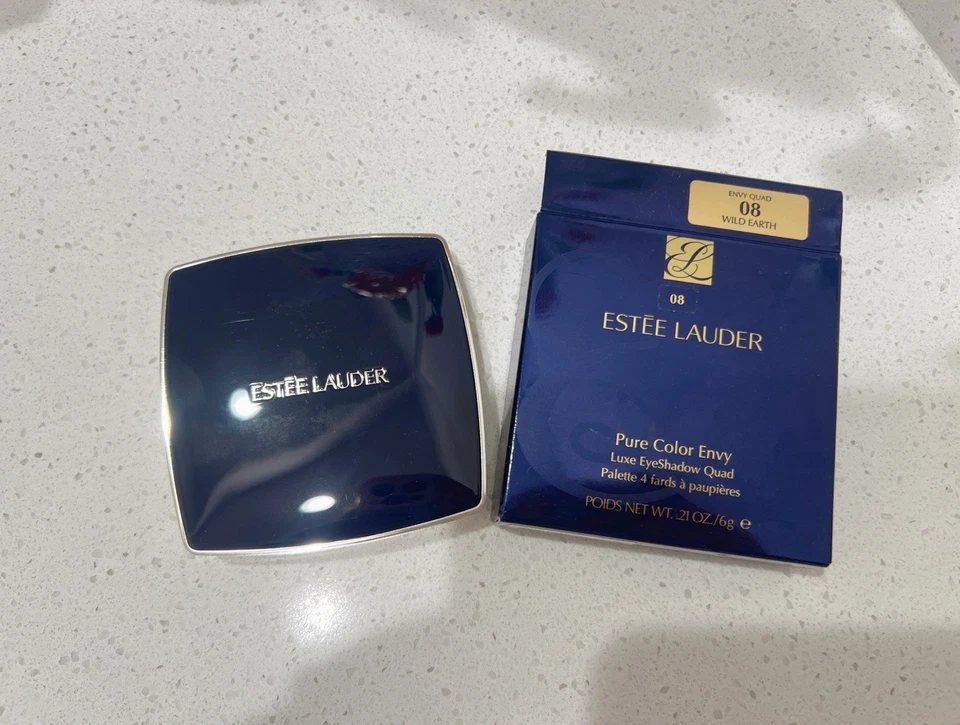 ESTĒE LAUDER
ENVY QUAD
08
WILD EARTH
EL
08
ESTĒE LAUDER
Pure Color Envy
Luxe EyeShadow Quad
Palette 4 fards à paupières
POIDS NET WT. .21 OZ./6g ℮